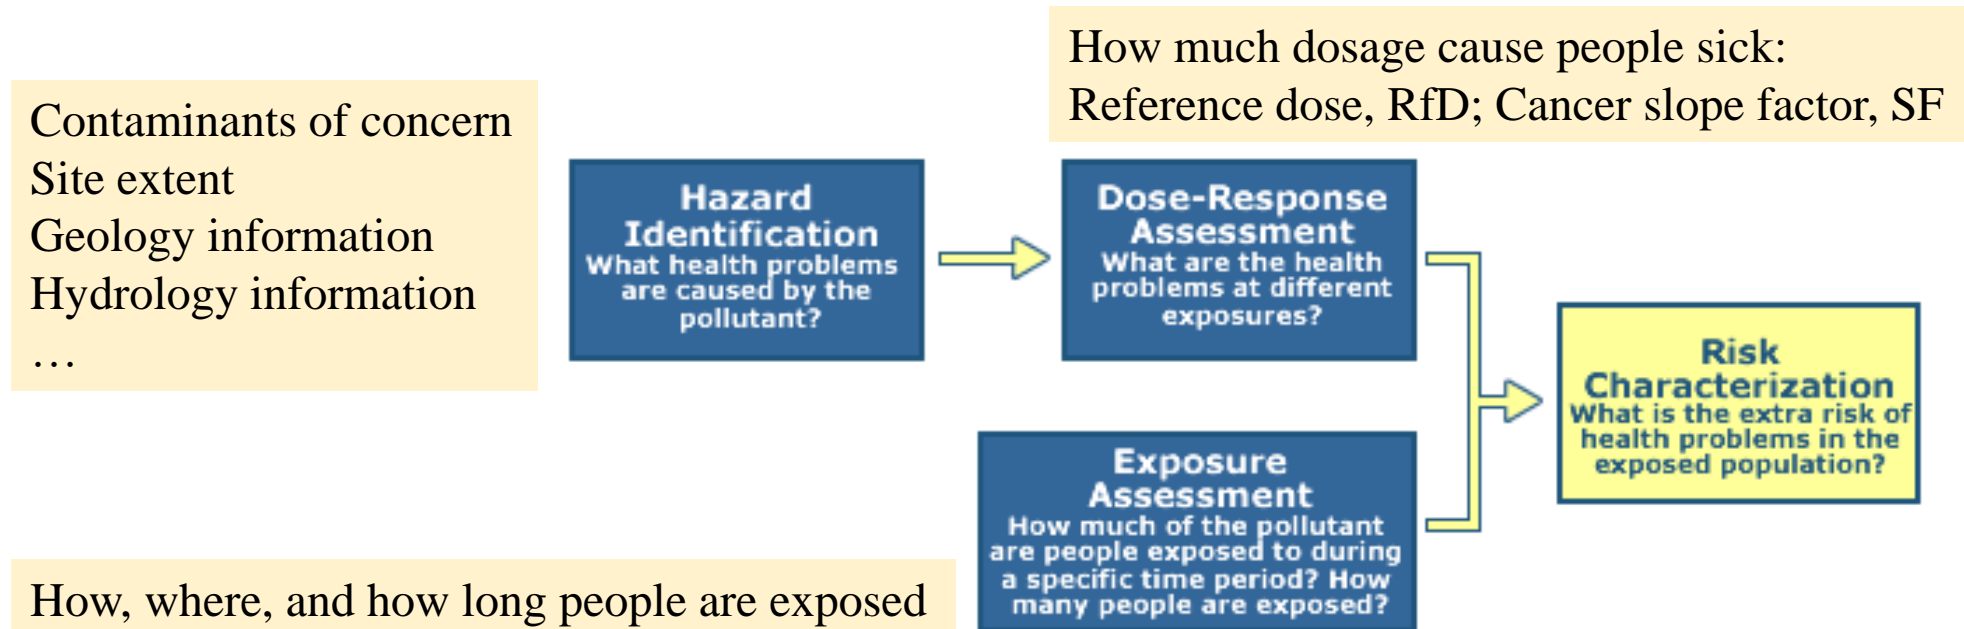 How much dosage cause people sick:
Reference dose, RfD; Cancer slope factor, SF
Contaminants of concern
Site extent
Geology information
Hydrology information
…
Hazard
Identification
What health problems
are caused by the
pollutant?
Dose-Response
Assessment
What are the health
problems at different
exposures?
Risk
Characterization
What is the extra risk of
health problems in the
exposed population?
Exposure
Assessment
How much of the pollutant
are people exposed to during
a specific time period? How
many people are exposed?
How, where, and how long people are exposed